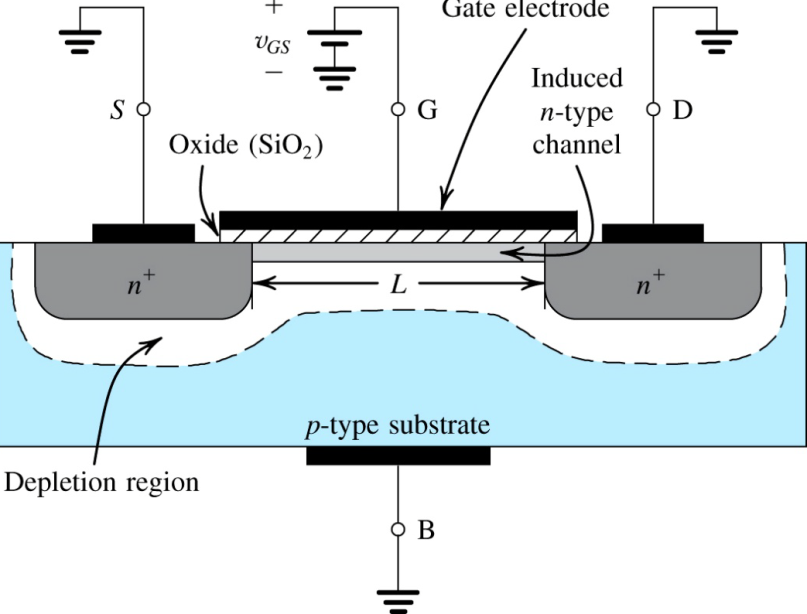 Gate electrode
+
v_GS
−
Induced
n-type
channel
S
G
D
Oxide (SiO₂)
n⁺
L
n⁺
p-type substrate
Depletion region
B